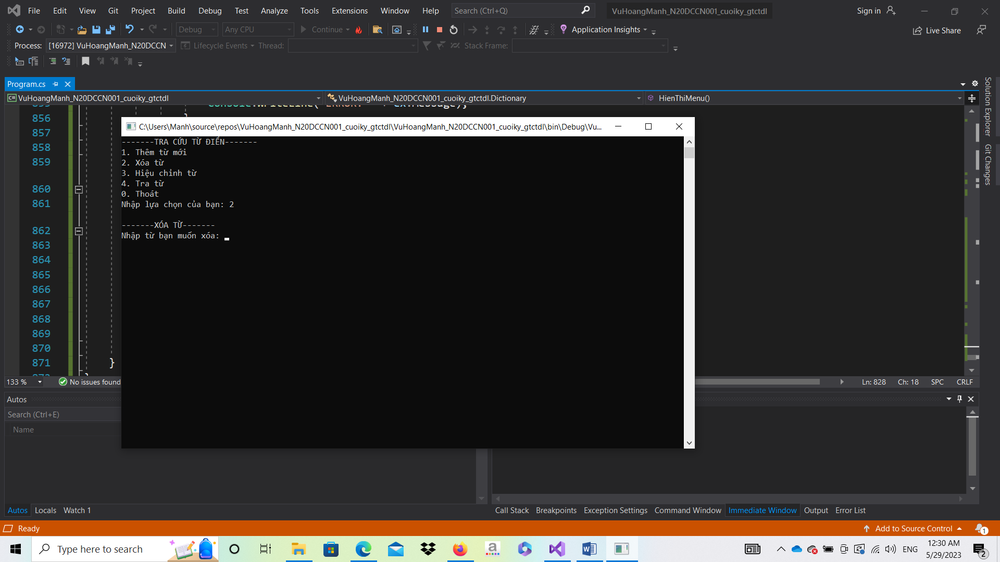 File Edit View Git Project Build Debug Test Analyze Tools Extensions Window Help Search (Ctrl+Q) VuHoangManh_N20DCCN001_cuoiky_gtctdl Sign in
Debug Any CPU Continue Application Insights Live Share
Process: [16972] VuHoangManh_N20DCCN Lifecycle Events Thread: Stack Frame:
Program.cs
VuHoangManh_N20DCCN001_cuoiky_gtctdl VuHoangManh_N20DCCN001_cuoiky_gtctdl.Dictionary HienThiMenu()
Solution Explorer
Git Changes
856
857
858
859
860
861
862
863
864
865
866
867
868
869
870
871 }
C:\Users\Manh\source\repos\VuHoangManh_N20DCCN001_cuoiky_gtctdl\VuHoangManh_N20DCCN001_cuoiky_gtctdl\bin\Debug\Vu...
-------TRA CỨU TỪ ĐIỂN-------
1. Thêm từ mới
2. Xóa từ
3. Hiệu chỉnh từ
4. Tra từ
0. Thoát
Nhập lựa chọn của bạn: 2
-------XÓA TỪ-------
Nhập từ bạn muốn xóa:
133 % No issues found Ln: 828 Ch: 18 SPC CRLF
Autos
Search (Ctrl+E)
Name
Autos Locals Watch 1
Call Stack Breakpoints Exception Settings Command Window Immediate Window Output Error List
Ready Add to Source Control 1
Type here to search
ENG 12:30 AM
5/29/2023 2